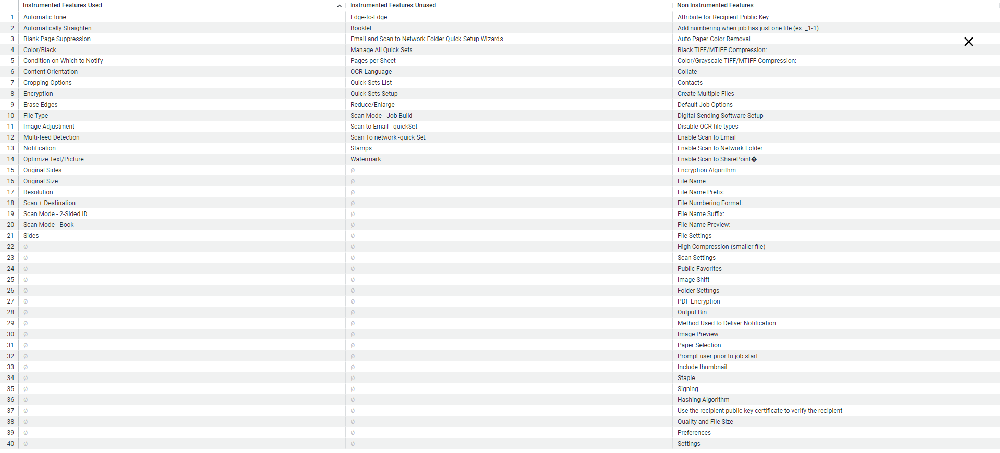 Instrumented Features Used Instrumented Features Unused Non Instrumented Features
1 Automatic tone Edge-to-Edge Attribute for Recipient Public Key
2 Automatically Straighten Booklet Add numbering when job has just one file (ex. _1-1)
3 Blank Page Suppression Email and Scan to Network Folder Quick Setup Wizards Auto Paper Color Removal
4 Color/Black Manage All Quick Sets Black TIFF/MTIFF Compression:
5 Condition on Which to Notify Pages per Sheet Color/Grayscale TIFF/MTIFF Compression:
6 Content Orientation OCR Language Collate
7 Cropping Options Quick Sets List Contacts
8 Encryption Quick Sets Setup Create Multiple Files
9 Erase Edges Reduce/Enlarge Default Job Options
10 File Type Scan Mode - Job Build Digital Sending Software Setup
11 Image Adjustment Scan to Email - quickSet Disable OCR file types
12 Multi-feed Detection Scan To network -quick Set Enable Scan to Email
13 Notification Stamps Enable Scan to Network Folder
14 Optimize Text/Picture Watermark Enable Scan to SharePoint�
15 Original Sides ∅ Encryption Algorithm
16 Original Size ∅ File Name
17 Resolution ∅ File Name Prefix:
18 Scan + Destination ∅ File Numbering Format:
19 Scan Mode - 2-Sided ID ∅ File Name Suffix:
20 Scan Mode - Book ∅ File Name Preview:
21 Sides ∅ File Settings
22 ∅ ∅ High Compression (smaller file)
23 ∅ ∅ Scan Settings
24 ∅ ∅ Public Favorites
25 ∅ ∅ Image Shift
26 ∅ ∅ Folder Settings
27 ∅ ∅ PDF Encryption
28 ∅ ∅ Output Bin
29 ∅ ∅ Method Used to Deliver Notification
30 ∅ ∅ Image Preview
31 ∅ ∅ Paper Selection
32 ∅ ∅ Prompt user prior to job start
33 ∅ ∅ Include thumbnail
34 ∅ ∅ Staple
35 ∅ ∅ Signing
36 ∅ ∅ Hashing Algorithm
37 ∅ ∅ Use the recipient public key certificate to verify the recipient
38 ∅ ∅ Quality and File Size
39 ∅ ∅ Preferences
40 ∅ ∅ Settings